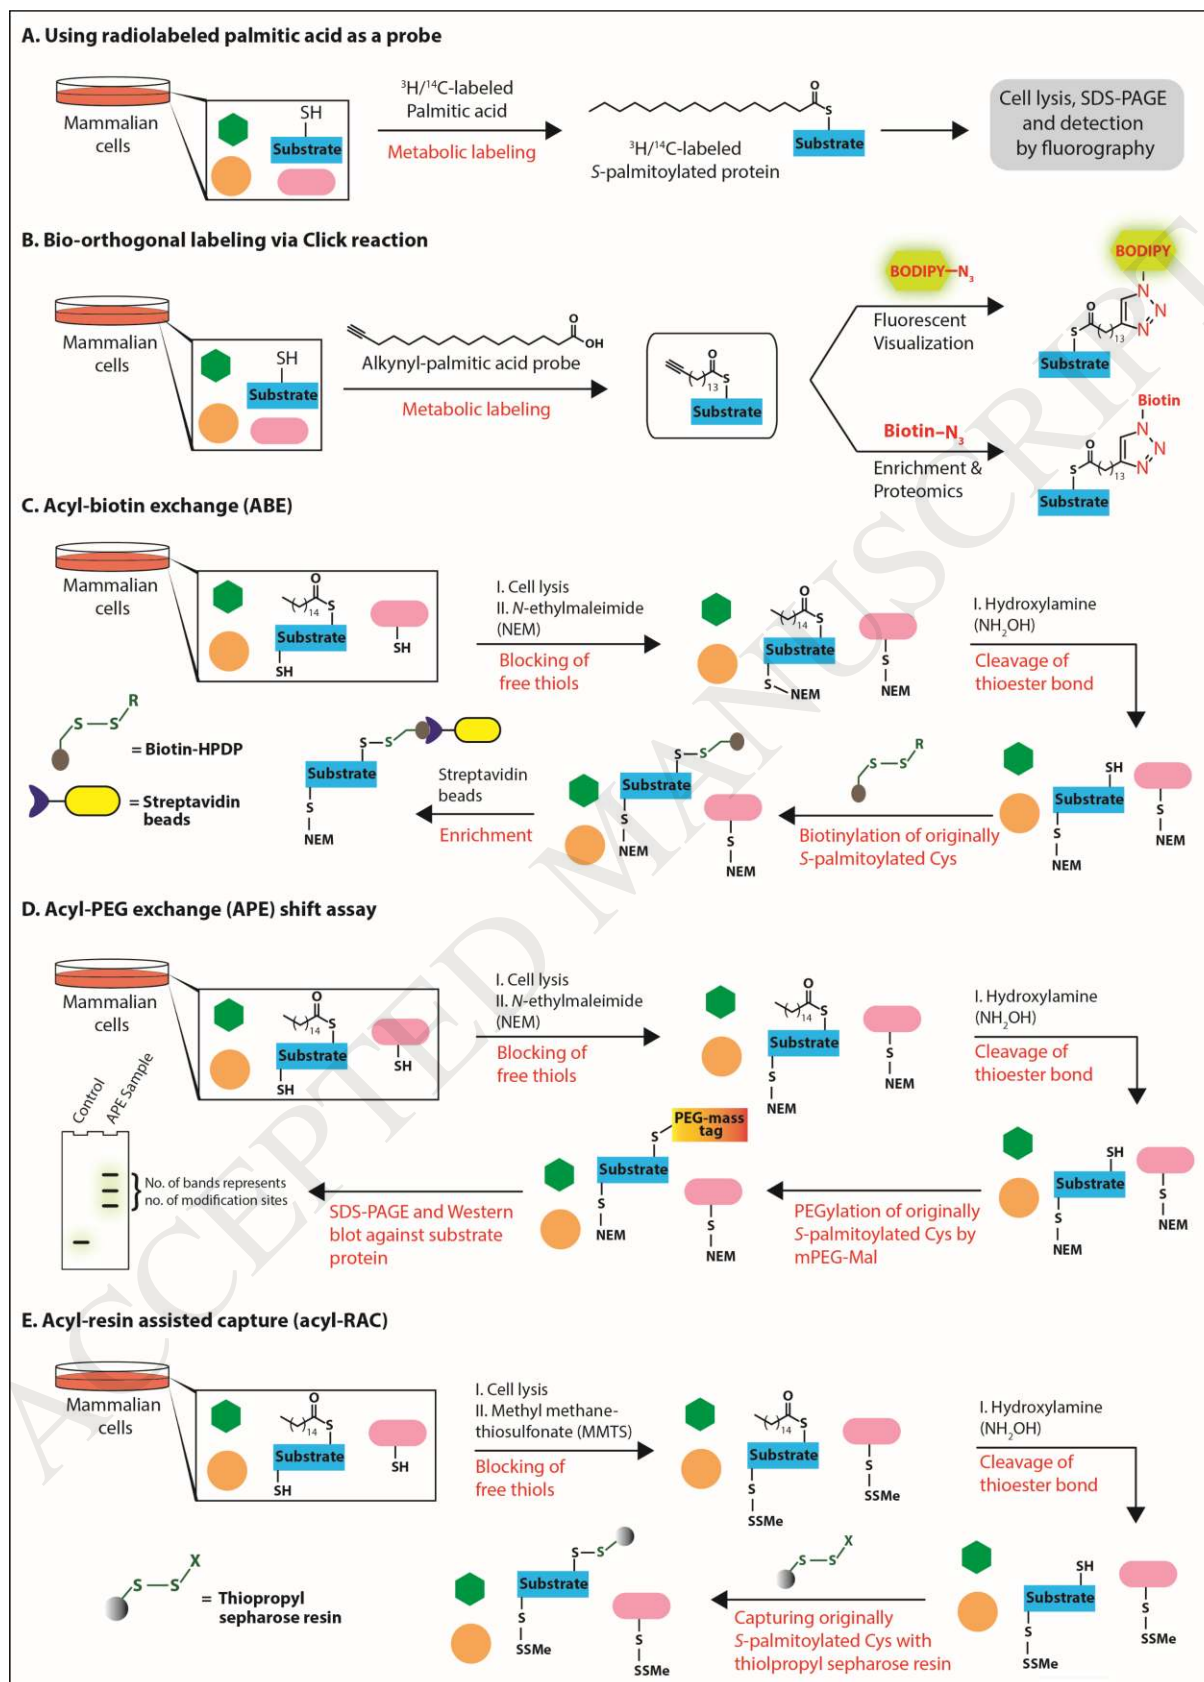 A. Using radiolabeled palmitic acid as a probe
Mammalian
cells
SH
Substrate
³H/¹⁴C-labeled
Palmitic acid
Metabolic labeling
O
S
Substrate
³H/¹⁴C-labeled
S-palmitoylated protein
Cell lysis, SDS-PAGE
and detection
by fluorography
B. Bio-orthogonal labeling via Click reaction
Mammalian
cells
SH
Substrate
O
OH
Alkynyl-palmitic acid probe
Metabolic labeling
O
S
13
Substrate
BODIPY–N₃
Fluorescent
Visualization
BODIPY
N
N
N
O
S
13
Substrate
Biotin–N₃
Enrichment &
Proteomics
Biotin
N
N
N
O
S
13
Substrate
C. Acyl-biotin exchange (ABE)
Mammalian
cells
O
S
14
Substrate
SH
SH
I. Cell lysis
II. N-ethylmaleimide
(NEM)
Blocking of
free thiols
O
S
14
Substrate
S
NEM
S
NEM
I. Hydroxylamine
(NH₂OH)
Cleavage of
thioester bond
SH
Substrate
S
NEM
S
NEM
S–S
R
Biotinylation of originally
S-palmitoylated Cys
S–S
Substrate
S
NEM
S
NEM
Streptavidin
beads
Enrichment
S–S
Substrate
S
NEM
S–S
R
= Biotin-HPDP
= Streptavidin
beads
D. Acyl-PEG exchange (APE) shift assay
Mammalian
cells
O
S
14
Substrate
SH
SH
I. Cell lysis
II. N-ethylmaleimide
(NEM)
Blocking of
free thiols
O
S
14
Substrate
S
NEM
S
NEM
I. Hydroxylamine
(NH₂OH)
Cleavage of
thioester bond
SH
Substrate
S
NEM
S
NEM
PEGylation of originally
S-palmitoylated Cys by
mPEG-Mal
PEG-mass
tag
S
Substrate
S
NEM
S
NEM
SDS-PAGE and Western
blot against substrate
protein
Control
APE Sample
No. of bands represents
no. of modification sites
E. Acyl-resin assisted capture (acyl-RAC)
Mammalian
cells
O
S
14
Substrate
SH
SH
I. Cell lysis
II. Methyl methane-
thiosulfonate (MMTS)
Blocking of
free thiols
O
S
14
Substrate
S
SSMe
S
SSMe
I. Hydroxylamine
(NH₂OH)
Cleavage of
thioester bond
SH
Substrate
S
SSMe
S
SSMe
S–S
X
Capturing originally
S-palmitoylated Cys with
thiolpropyl sepharose resin
S–S
Substrate
S
SSMe
S
SSMe
S–S
X
= Thiopropyl
sepharose resin
ACCEPTED MANUSCRIPT